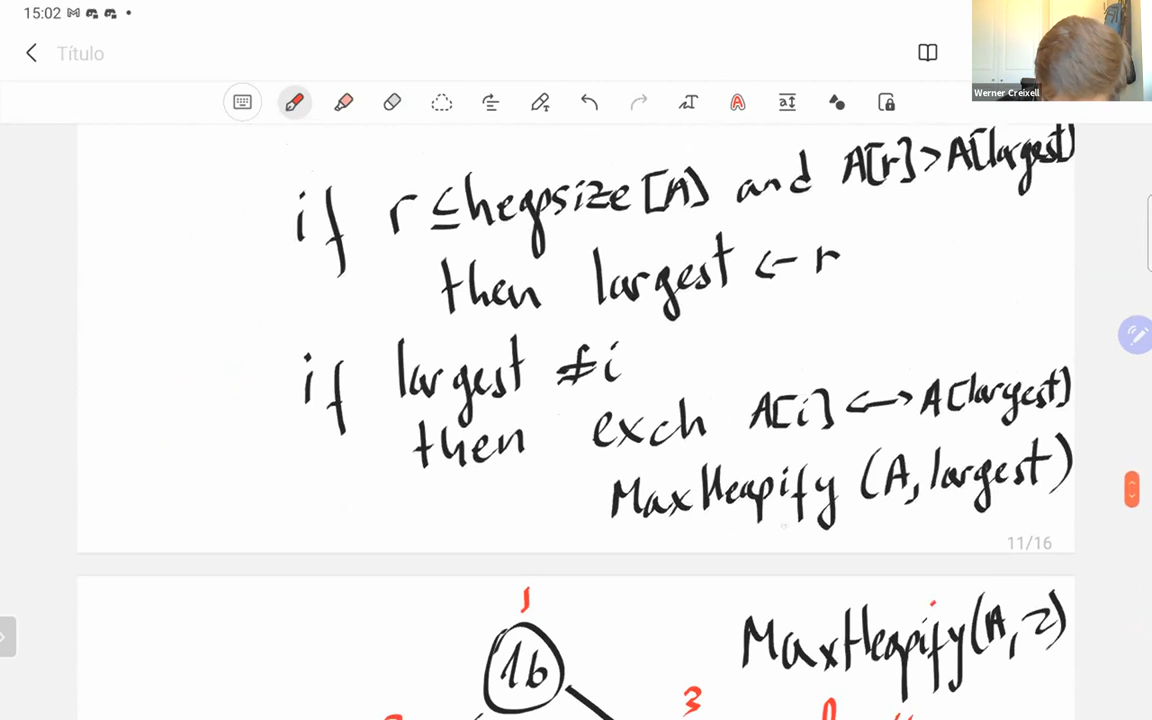 15:02
Título
Werner Creixell
if r ≤ heapsize [A] and A[r] > A[largest]
then largest ← r
if largest ≠ i
then exch A[i] ↔ A[largest]
MaxHeapify (A, largest)
11/16
1
MaxHeapify(A, 2)
16
3